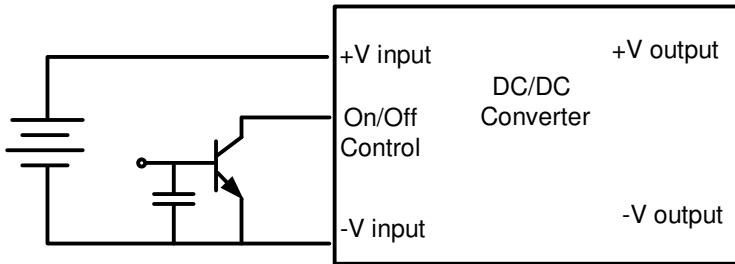 +V input
+V output
DC/DC
Converter
On/Off
Control
-V input
-V output